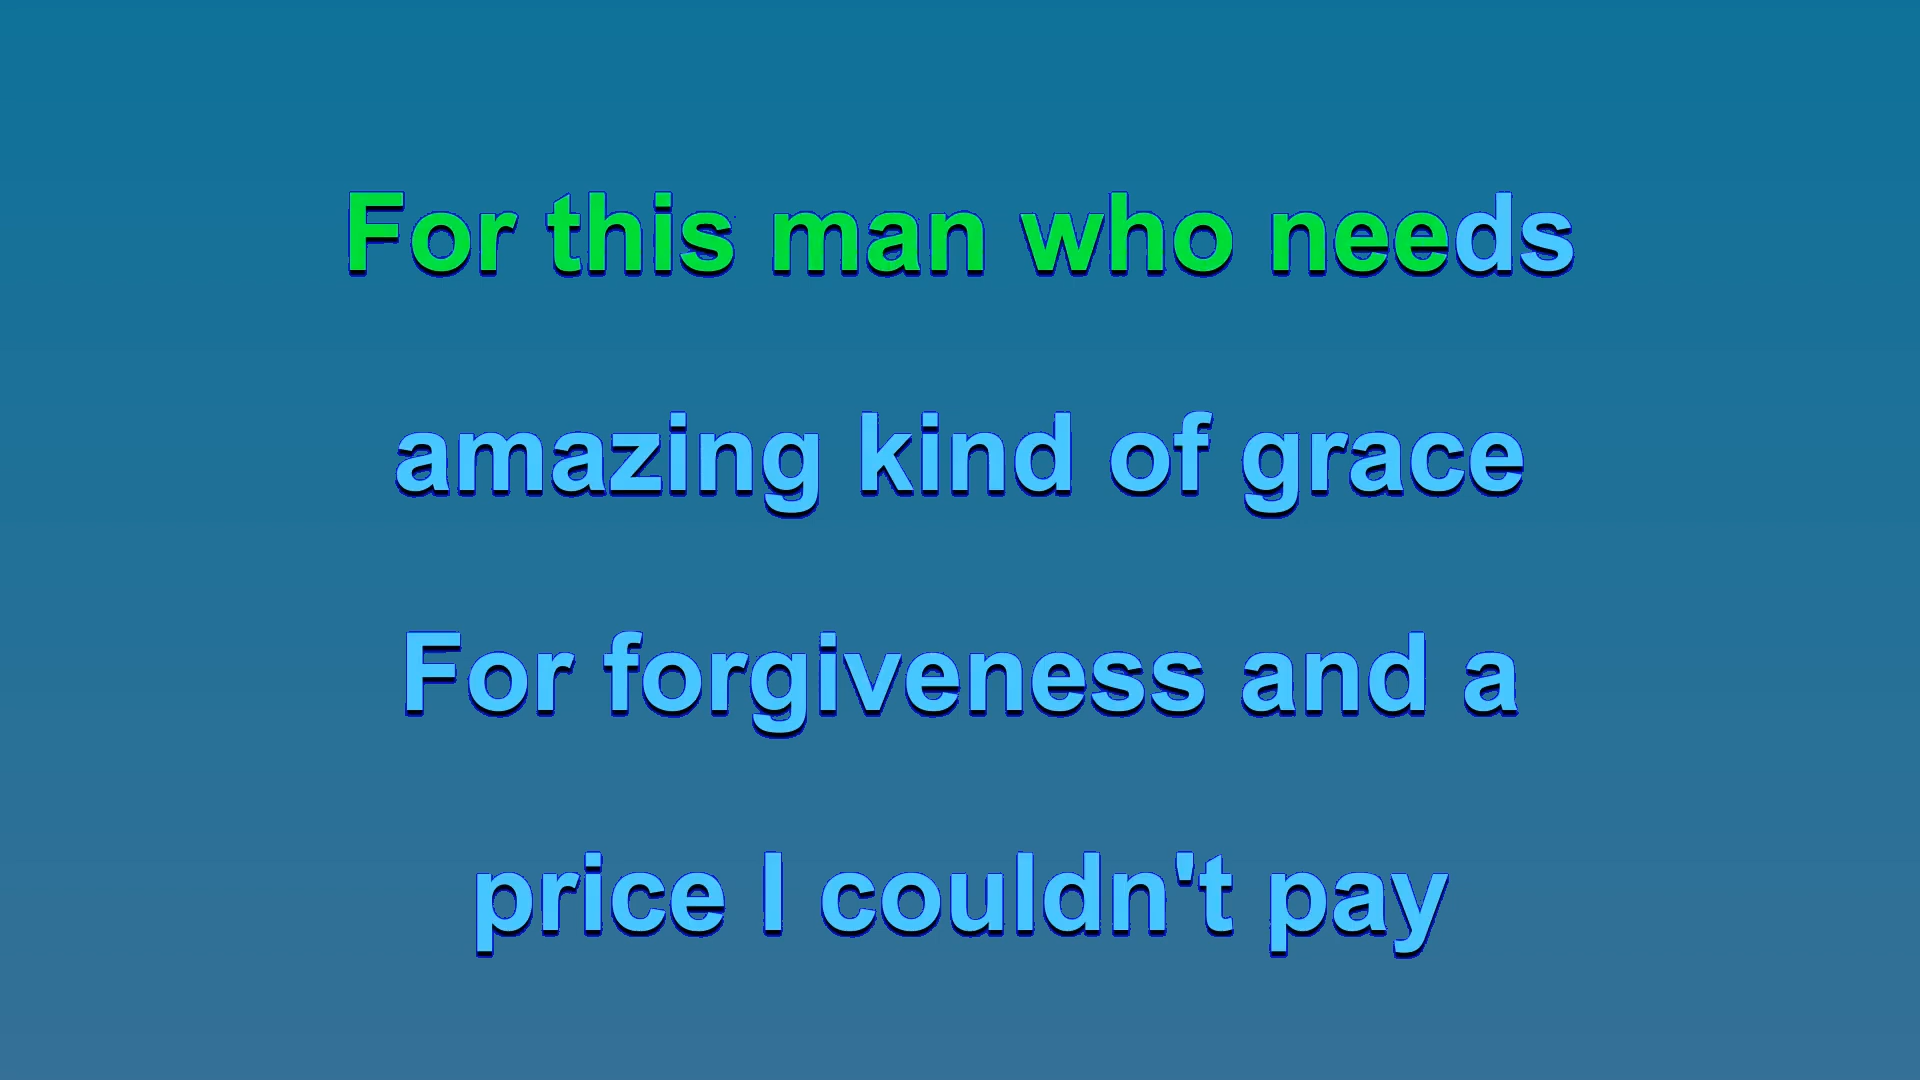 For this man who needs
amazing kind of grace
For forgiveness and a
price I couldn't pay